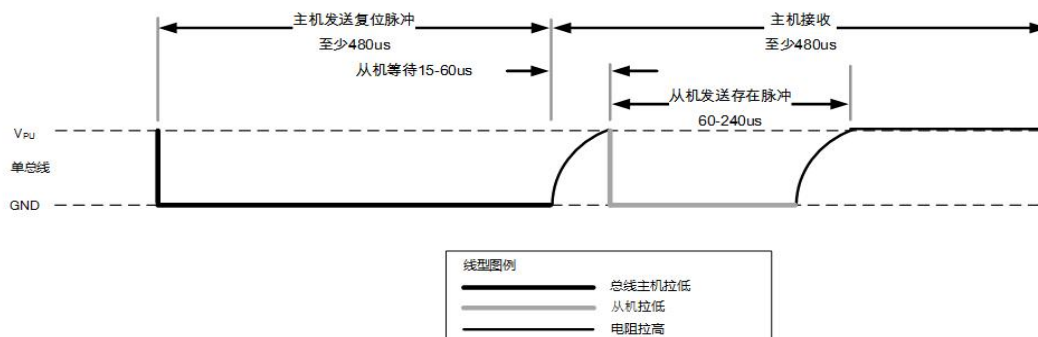 主机发送复位脉冲
至少480us
主机接收
至少480us
从机等待15-60us
从机发送存在脉冲
60-240us
VPU
单总线
GND
线型图例
总线主机拉低
从机拉低
电阻拉高